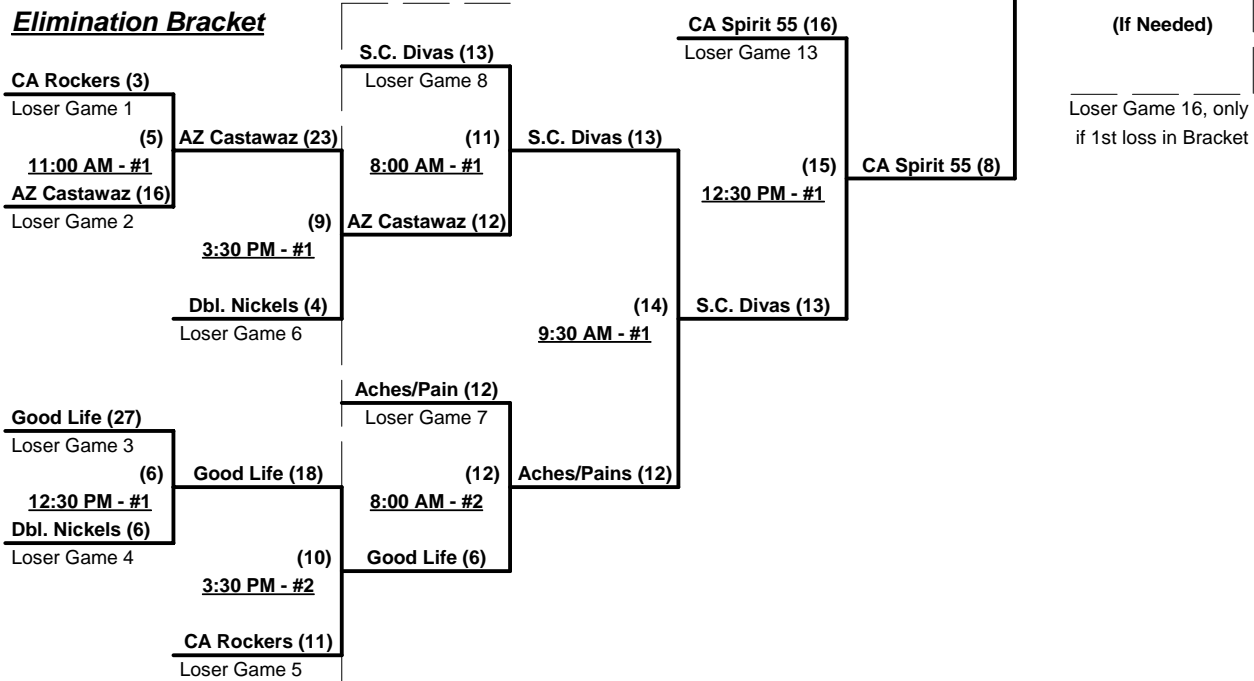 Elimination Bracket
CA Rockers (3)
Loser Game 1
(5)
11:00 AM - #1
AZ Castawaz (16)
Loser Game 2
AZ Castawaz (23)
(9)
3:30 PM - #1
Dbl. Nickels (4)
Loser Game 6
Good Life (27)
Loser Game 3
(6)
12:30 PM - #1
Dbl. Nickels (6)
Loser Game 4
Good Life (18)
(10)
3:30 PM - #2
CA Rockers (11)
Loser Game 5
S.C. Divas (13)
Loser Game 8
(11)
8:00 AM - #1
AZ Castawaz (12)
Aches/Pain (12)
Loser Game 7
(12)
8:00 AM - #2
Good Life (6)
S.C. Divas (13)
(14)
9:30 AM - #1
Aches/Pains (12)
CA Spirit 55 (16)
Loser Game 13
(15)
12:30 PM - #1
S.C. Divas (13)
CA Spirit 55 (8)
(If Needed)
Loser Game 16, only
if 1st loss in Bracket